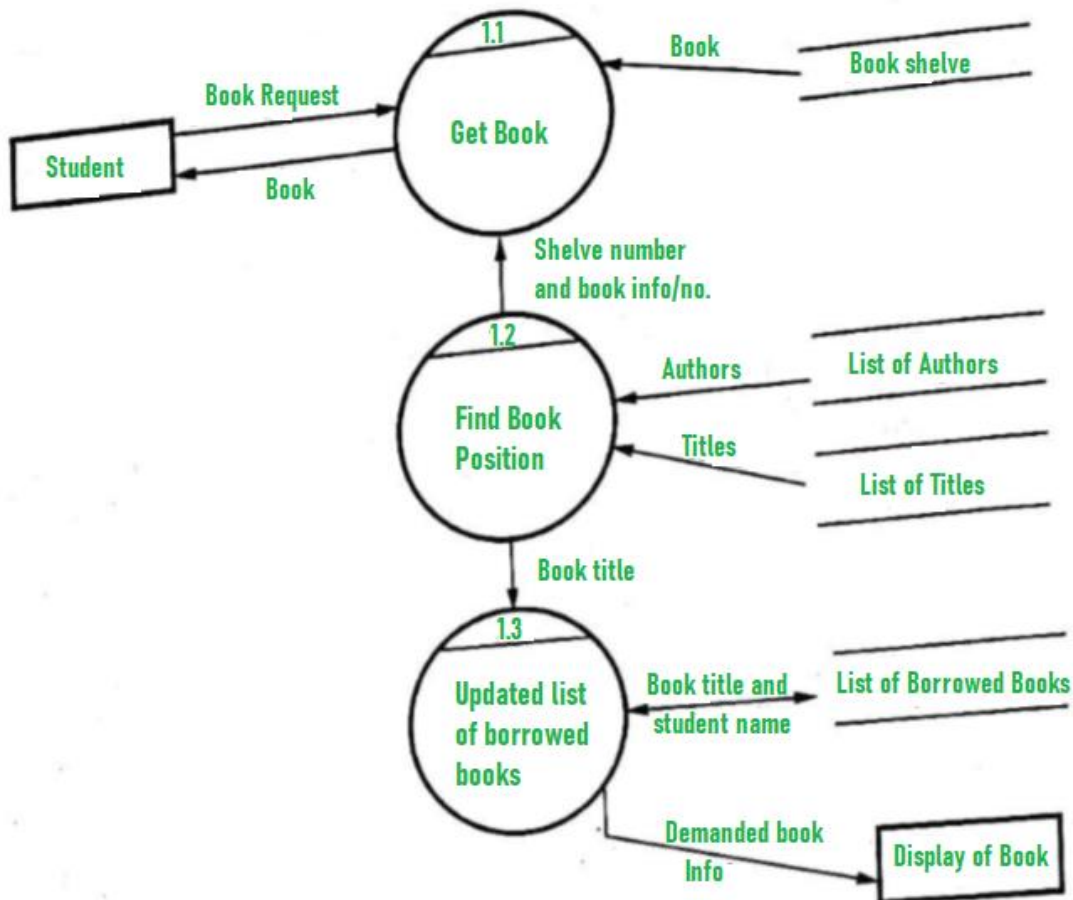 1.1
Book
Book shelve
Book Request
Get Book
Student
Book
Shelve number
and book info/no.
1.2
Authors
List of Authors
Find Book
Position
Titles
List of Titles
Book title
1.3
Updated list
of borrowed
books
Book title and
student name
List of Borrowed Books
Demanded book
Info
Display of Book